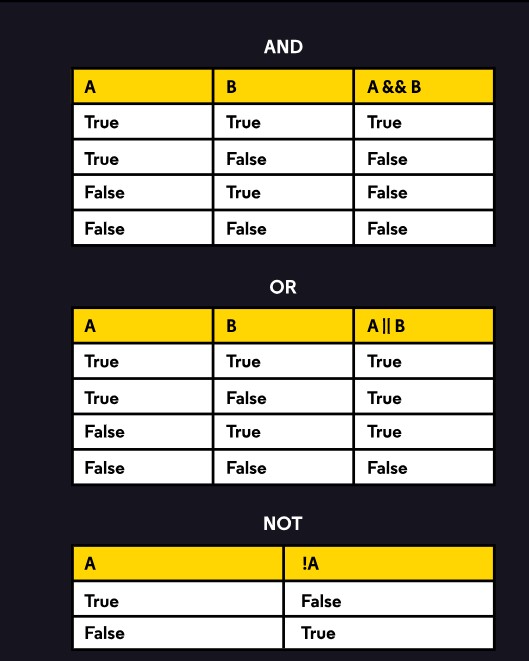 AND
A B A && B
True True True
True False False
False True False
False False False
OR
A B A || B
True True True
True False True
False True True
False False False
NOT
A !A
True False
False True